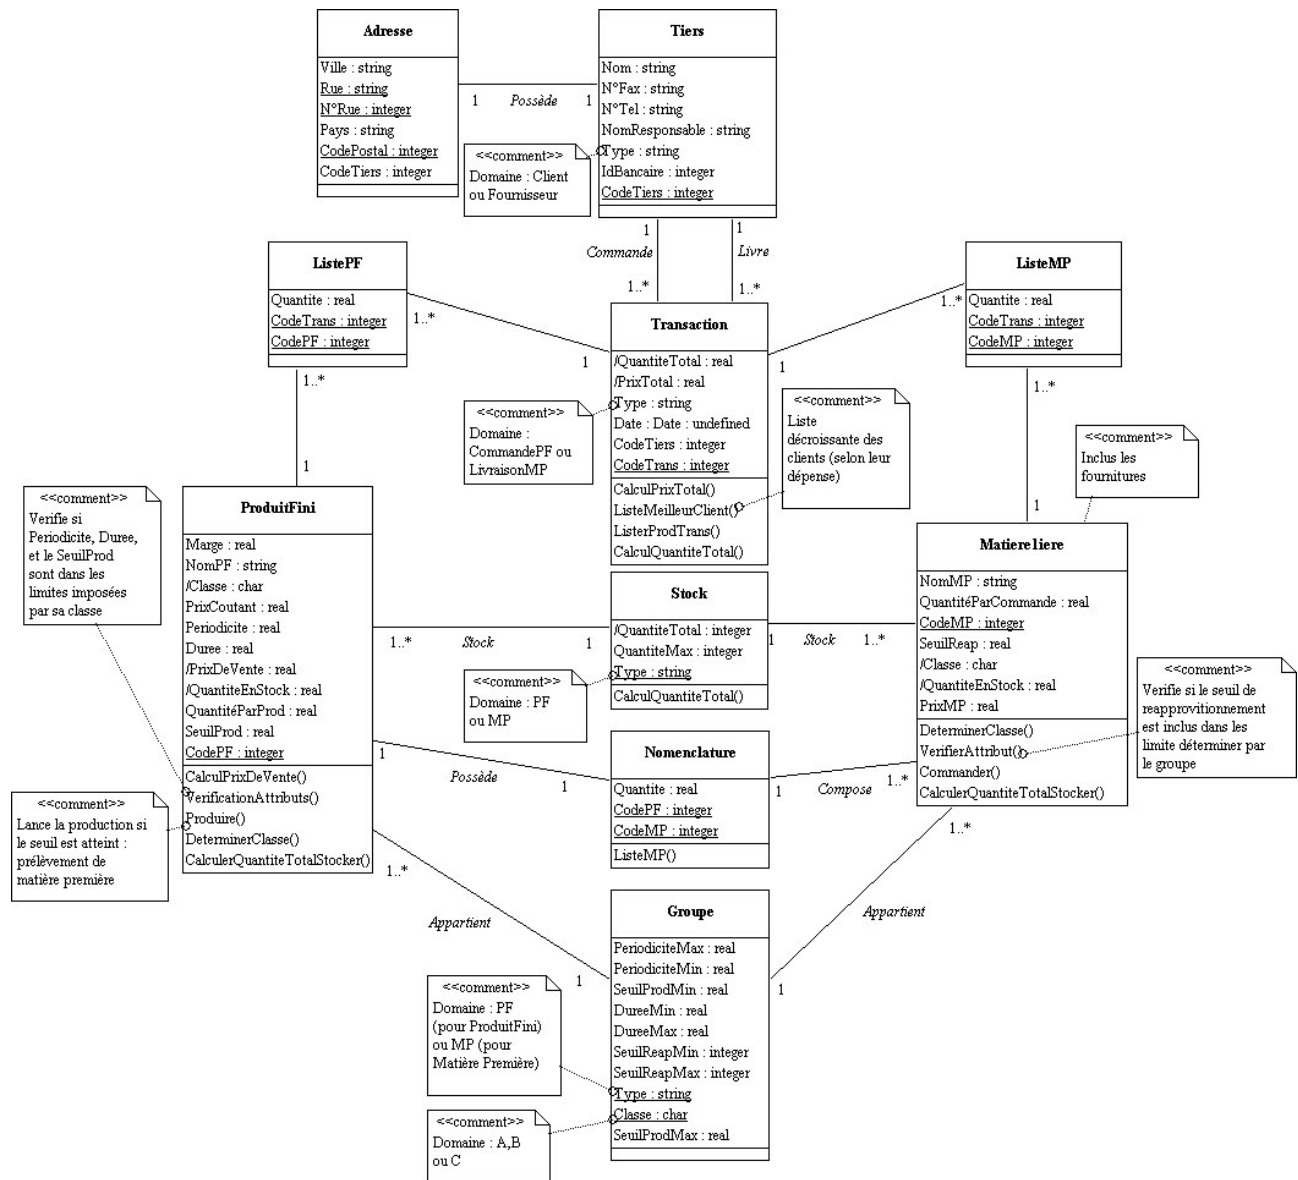 Adresse
Ville : string
Rue : string
N°Rue : integer
Pays : string
CodePostal : integer
CodeTiers : integer
1
Possède
1
Tiers
Nom : string
N°Fax : string
N°Tel : string
NomResponsable : string
Type : string
IdBancaire : integer
CodeTiers : integer
<<comment>>
Domaine : Client
ou Fournisseur
1
Commande
1..*
1
Livre
1..*
ListePF
Quantite : real
CodeTrans : integer
CodePF : integer
1..*
1
1..*
1
Transaction
/QuantiteTotal : real
/PrixTotal : real
Type : string
Date : Date : undefined
CodeTiers : integer
CodeTrans : integer
CalculPrixTotal()
ListeMeilleurClient()
ListerProdTrans()
CalculQuantiteTotal()
<<comment>>
Domaine :
CommandePF ou
LivraisonMP
<<comment>>
Liste
décroissante des
clients (selon leur
dépense)
ListeMP
Quantite : real
CodeTrans : integer
CodeMP : integer
1..*
1
1..*
1
<<comment>>
Inclus les
fournitures
<<comment>>
Verifie si
Periodicite, Duree,
et le SeuilProd
sont dans les
limites imposées
par sa classe
ProduitFini
Marge : real
NomPF : string
/Classe : char
PrixCoutant : real
Periodicite : real
Duree : real
/PrixDeVente : real
/QuantiteEnStock : real
QuantitéParProd : real
SeuilProd : real
CodePF : integer
CalculPrixDeVente()
VerificationAttributs()
Produire()
DeterminerClasse()
CalculerQuantiteTotalStocker()
<<comment>>
Lance la production si
le seuil est atteint :
prélèvement de
matière première
1..*
Stock
1
Stock
/QuantiteTotal : integer
QuantiteMax : integer
Type : string
CalculQuantiteTotal()
<<comment>>
Domaine : PF
ou MP
1
Stock
1..*
Matiereliere
NomMP : string
QuantitéParCommande : real
CodeMP : integer
SeuilReap : real
/Classe : char
/QuantiteEnStock : real
PrixMP : real
DeterminerClasse()
VerifierAttribut()
Commander()
CalculerQuantiteTotalStocker()
<<comment>>
Verifie si le seuil de
reapprovitionnement
est inclus dans les
limite déterminer par
le groupe
1
Possède
1
Nomenclature
Quantite : real
CodePF : integer
CodeMP : integer
ListeMP()
1
Compose
1..*
1..*
Appartient
1
1..*
Appartient
1
Groupe
PeriodiciteMax : real
PeriodiciteMin : real
SeuilProdMin : real
DureeMin : real
DureeMax : real
SeuilReapMin : integer
SeuilReapMax : integer
Type : string
Classe : char
SeuilProdMax : real
<<comment>>
Domaine : PF
(pour ProduitFini)
ou MP (pour
Matière Première)
<<comment>>
Domaine : A,B
ou C